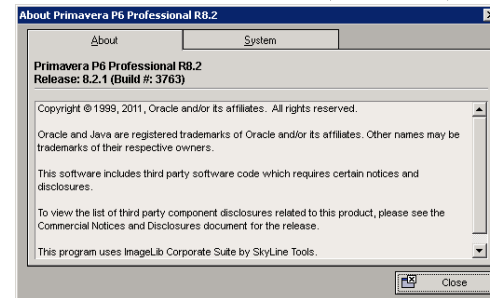 About Primavera P6 Professional R8.2
About
System
Primavera P6 Professional R8.2
Release: 8.2.1 (Build #: 3763)
Copyright © 1999, 2011, Oracle and/or its affiliates. All rights reserved.
Oracle and Java are registered trademarks of Oracle and/or its affiliates. Other names may be
trademarks of their respective owners.
This software includes third party software code which requires certain notices and
disclosures.
To view the list of third party component disclosures related to this product, please see the
Commercial Notices and Disclosures document for the release.
This program uses ImageLib Corporate Suite by SkyLine Tools.
Close